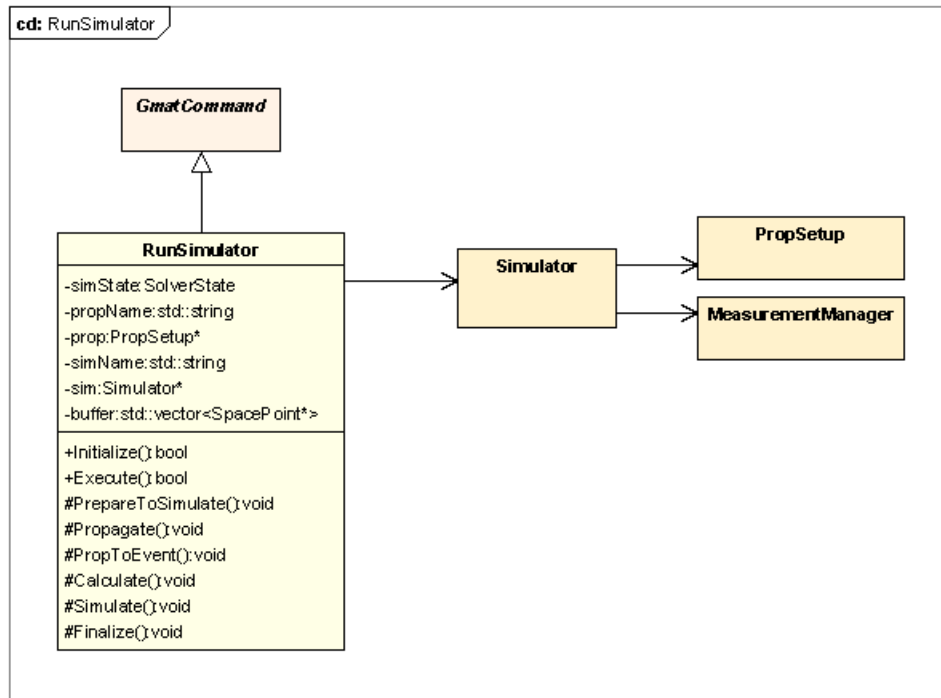 cd: RunSimulator
GmatCommand
RunSimulator
-simState:SolverState
-propName:std::string
-prop:PropSetup*
-simName:std::string
-sim:Simulator*
-buffer:std::vector<SpacePoint*>
+Initialize():bool
+Execute():bool
#PrepareToSimulate():void
#Propagate():void
#PropToEvent():void
#Calculate():void
#Simulate():void
#Finalize():void
Simulator
PropSetup
MeasurementManager